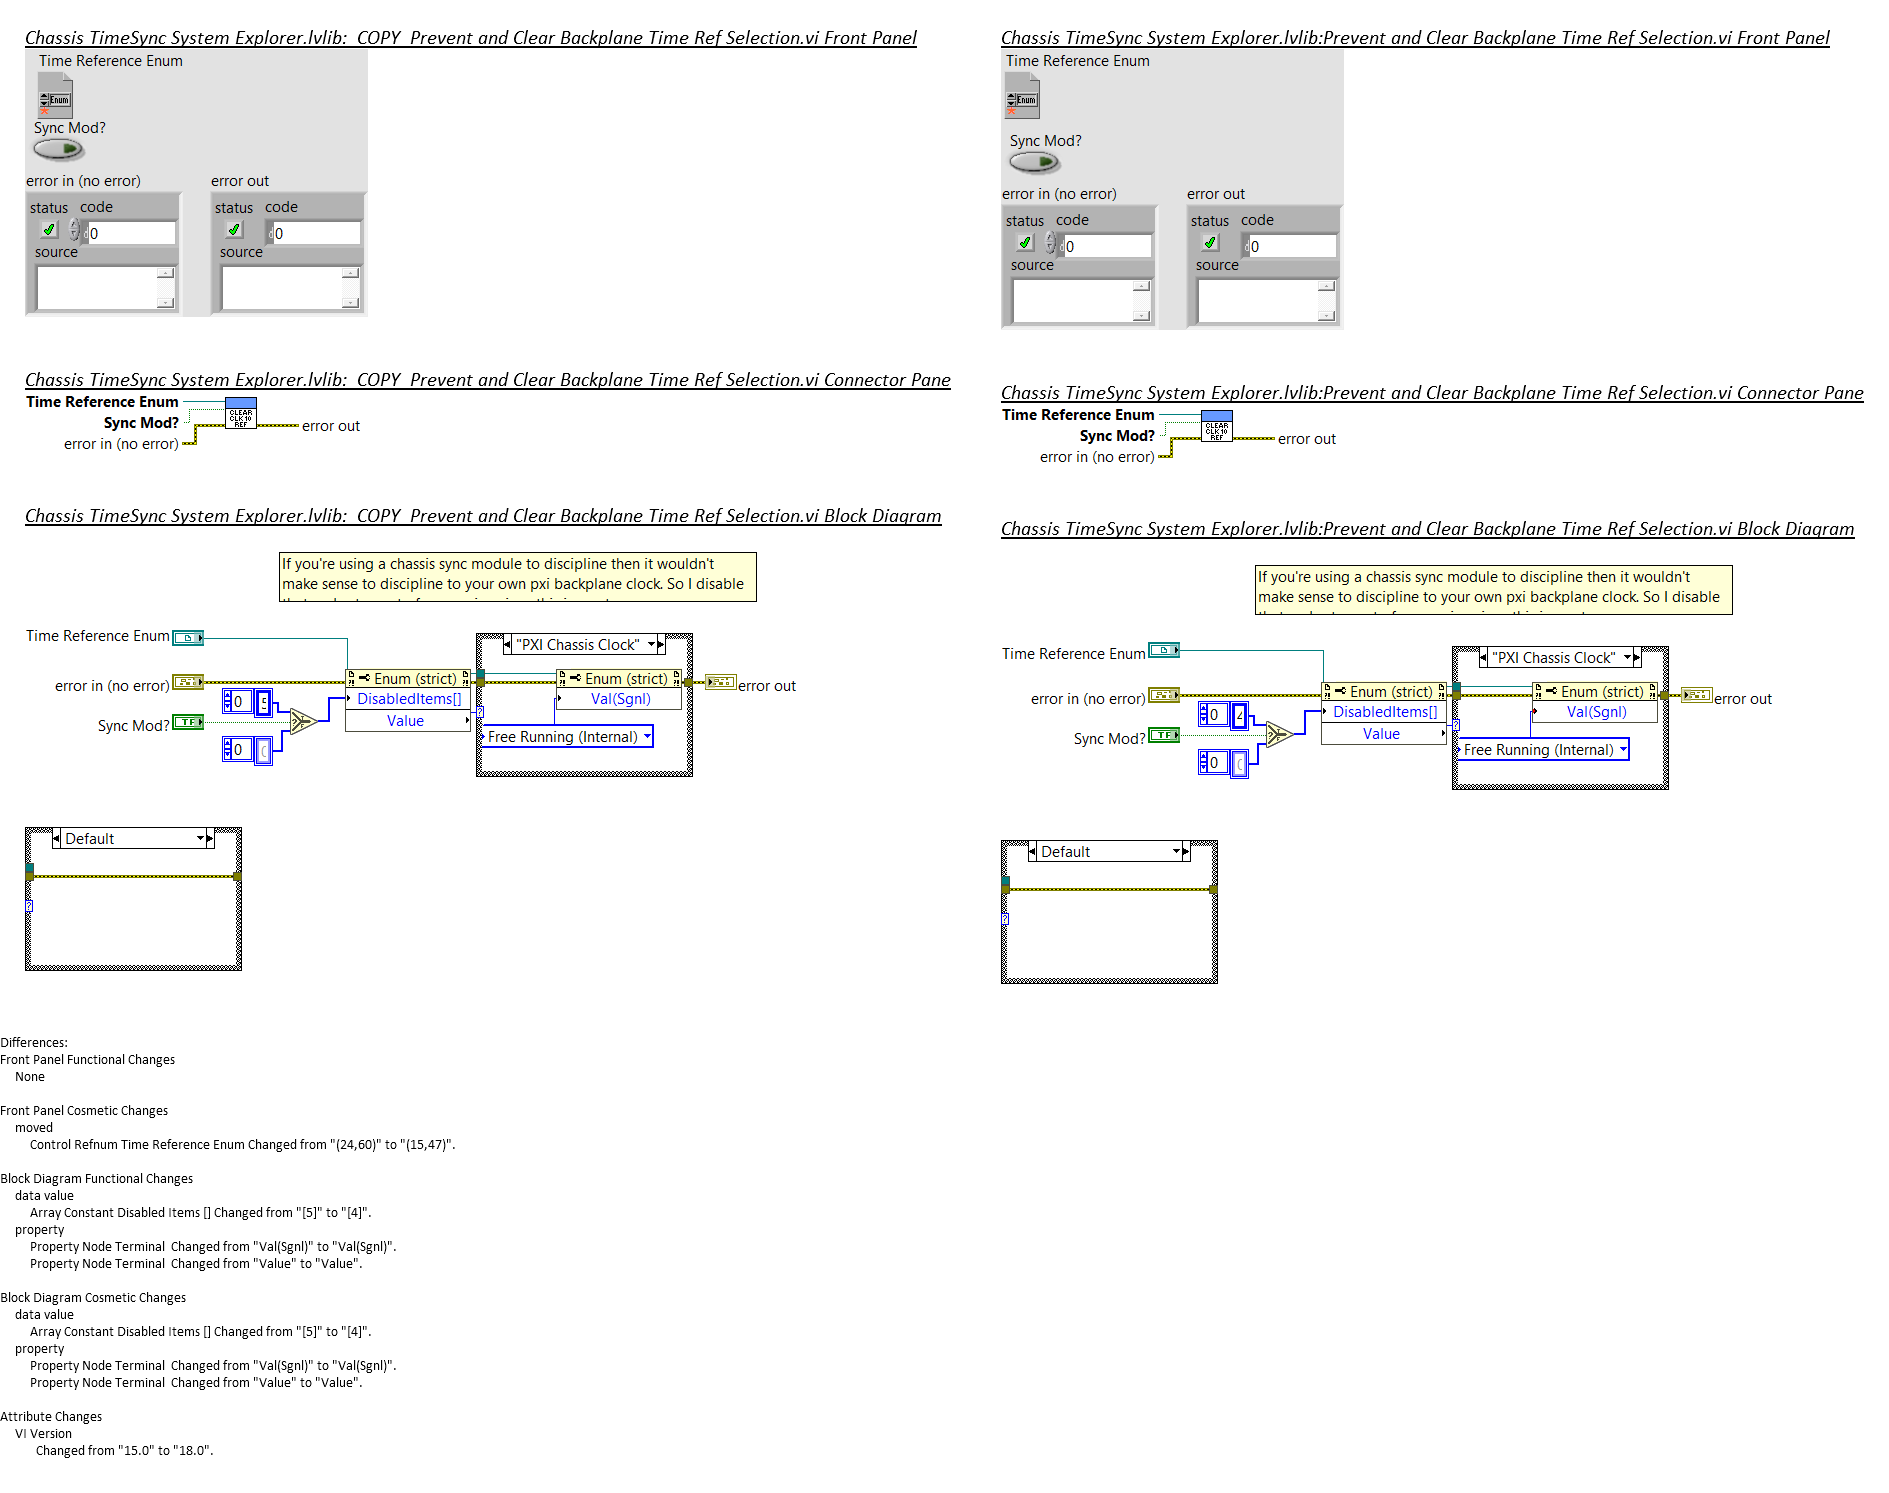 Chassis TimeSync System Explorer.lvlib:_COPY_Prevent and Clear Backplane Time Ref Selection.vi Front Panel
Time Reference Enum
Enum
Sync Mod?
error in (no error)
error out
status code
0
source
status code
0
source
Chassis TimeSync System Explorer.lvlib:_COPY_Prevent and Clear Backplane Time Ref Selection.vi Connector Pane
Time Reference Enum
Sync Mod?
error in (no error)
CLEAR
CLK10
REF
error out
Chassis TimeSync System Explorer.lvlib:_COPY_Prevent and Clear Backplane Time Ref Selection.vi Block Diagram
If you're using a chassis sync module to discipline then it wouldn't
make sense to discipline to your own pxi backplane clock. So I disable
Time Reference Enum
error in (no error)
Sync Mod?
TF
0 5
0 0
Enum (strict)
DisabledItems[]
Value
"PXI Chassis Clock"
Enum (strict)
Val(Sgnl)
Free Running (Internal)
error out
Default
Chassis TimeSync System Explorer.lvlib:Prevent and Clear Backplane Time Ref Selection.vi Front Panel
Time Reference Enum
Enum
Sync Mod?
error in (no error)
error out
status code
0
source
status code
0
source
Chassis TimeSync System Explorer.lvlib:Prevent and Clear Backplane Time Ref Selection.vi Connector Pane
Time Reference Enum
Sync Mod?
error in (no error)
CLEAR
CLK10
REF
error out
Chassis TimeSync System Explorer.lvlib:Prevent and Clear Backplane Time Ref Selection.vi Block Diagram
If you're using a chassis sync module to discipline then it wouldn't
make sense to discipline to your own pxi backplane clock. So I disable
Time Reference Enum
error in (no error)
Sync Mod?
TF
0 4
0 0
Enum (strict)
DisabledItems[]
Value
"PXI Chassis Clock"
Enum (strict)
Val(Sgnl)
Free Running (Internal)
error out
Default
Differences:
Front Panel Functional Changes
None
Front Panel Cosmetic Changes
moved
Control Refnum Time Reference Enum Changed from "(24,60)" to "(15,47)".
Block Diagram Functional Changes
data value
Array Constant Disabled Items [] Changed from "[5]" to "[4]".
property
Property Node Terminal  Changed from "Val(Sgnl)" to "Val(Sgnl)".
Property Node Terminal  Changed from "Value" to "Value".
Block Diagram Cosmetic Changes
data value
Array Constant Disabled Items [] Changed from "[5]" to "[4]".
property
Property Node Terminal  Changed from "Val(Sgnl)" to "Val(Sgnl)".
Property Node Terminal  Changed from "Value" to "Value".
Attribute Changes
VI Version
Changed from "15.0" to "18.0".